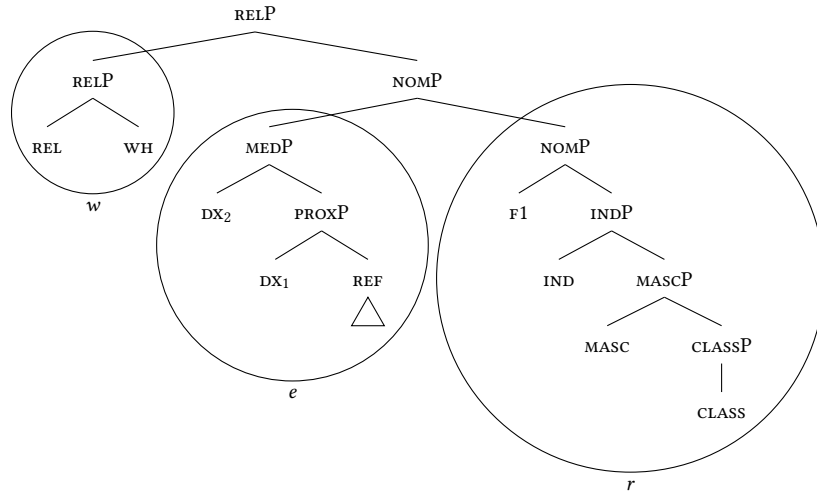 RELP
RELP NOMP
REL WH MEDP NOMP
w DX₂ PROXP F1 INDP
DX₁ REF IND MASCP
MASC CLASSP
e CLASS
r